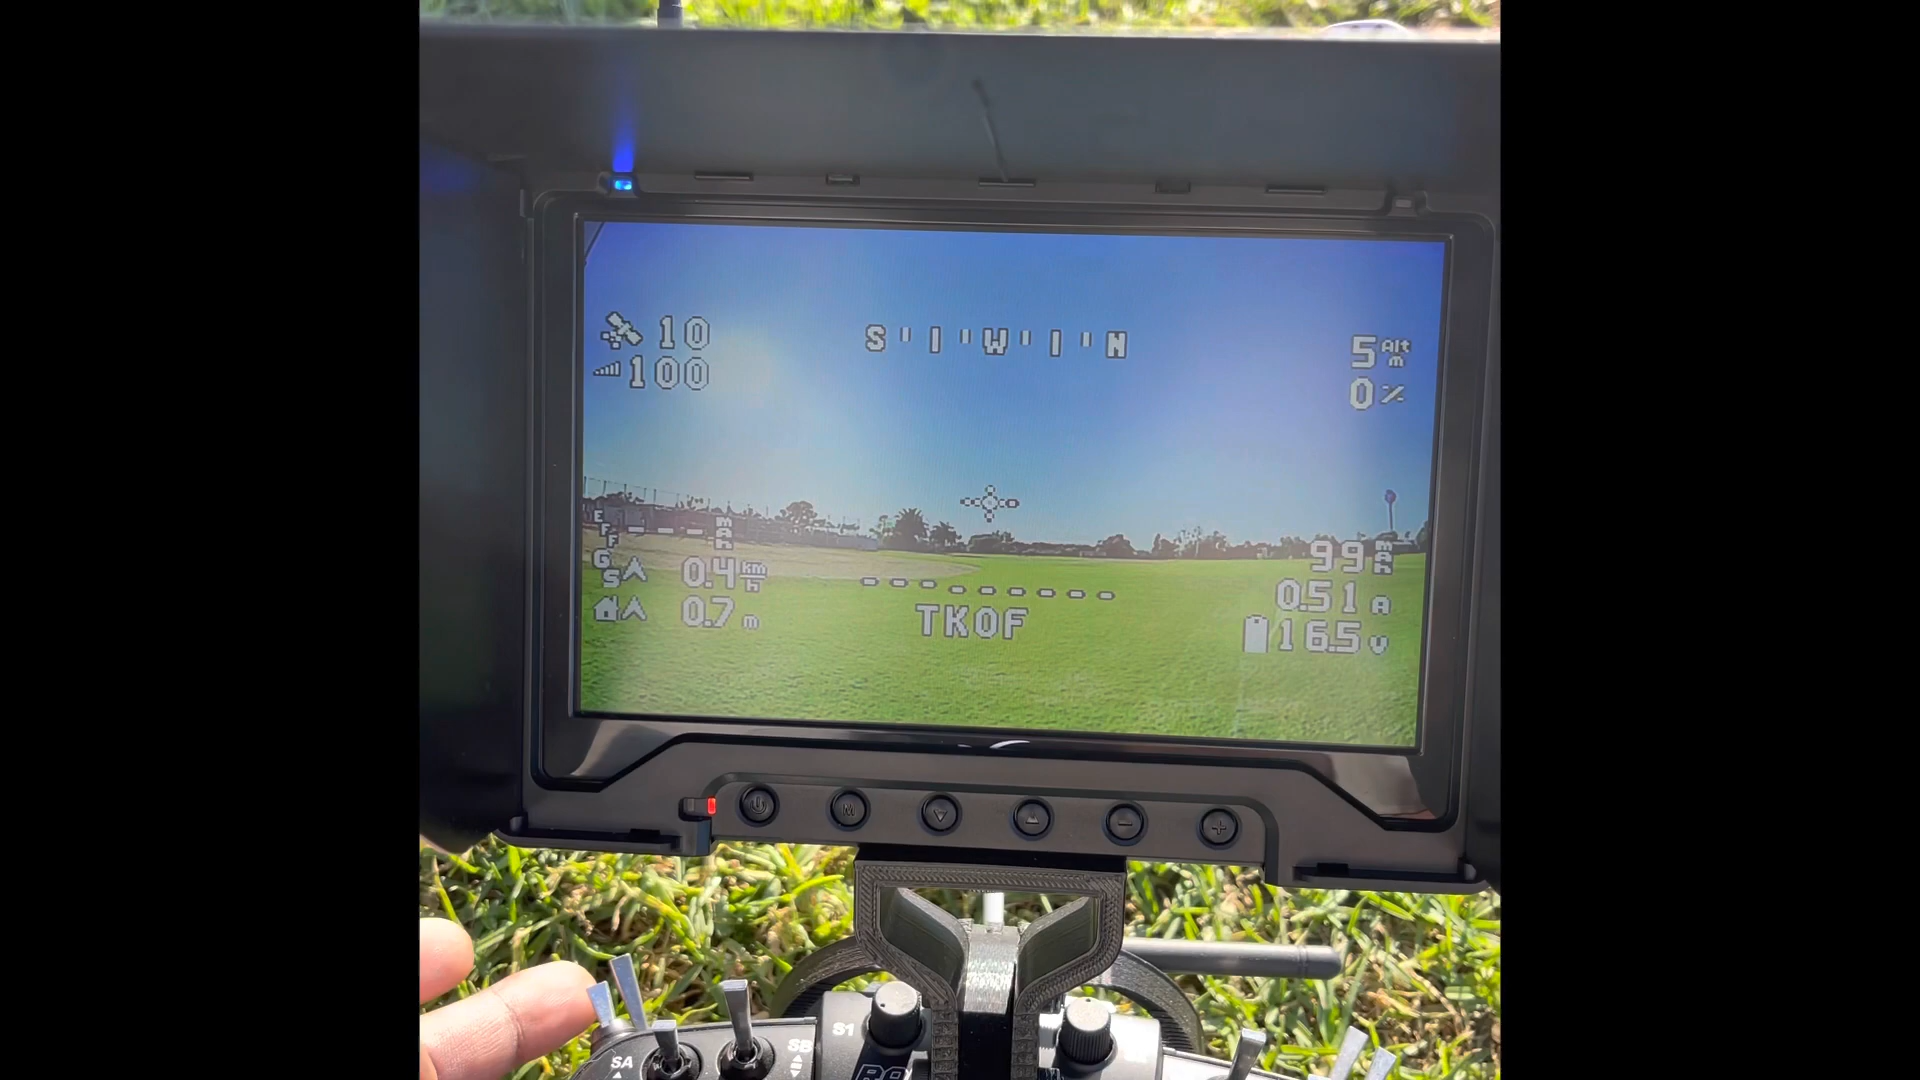 10
100
S W N
5 Alt m
0 %
EFF --- mAh
GS 0.4 km/h
0.7 m
TKOF
99 mAh
0.51 A
16.5 V
M
S1
SA
SB